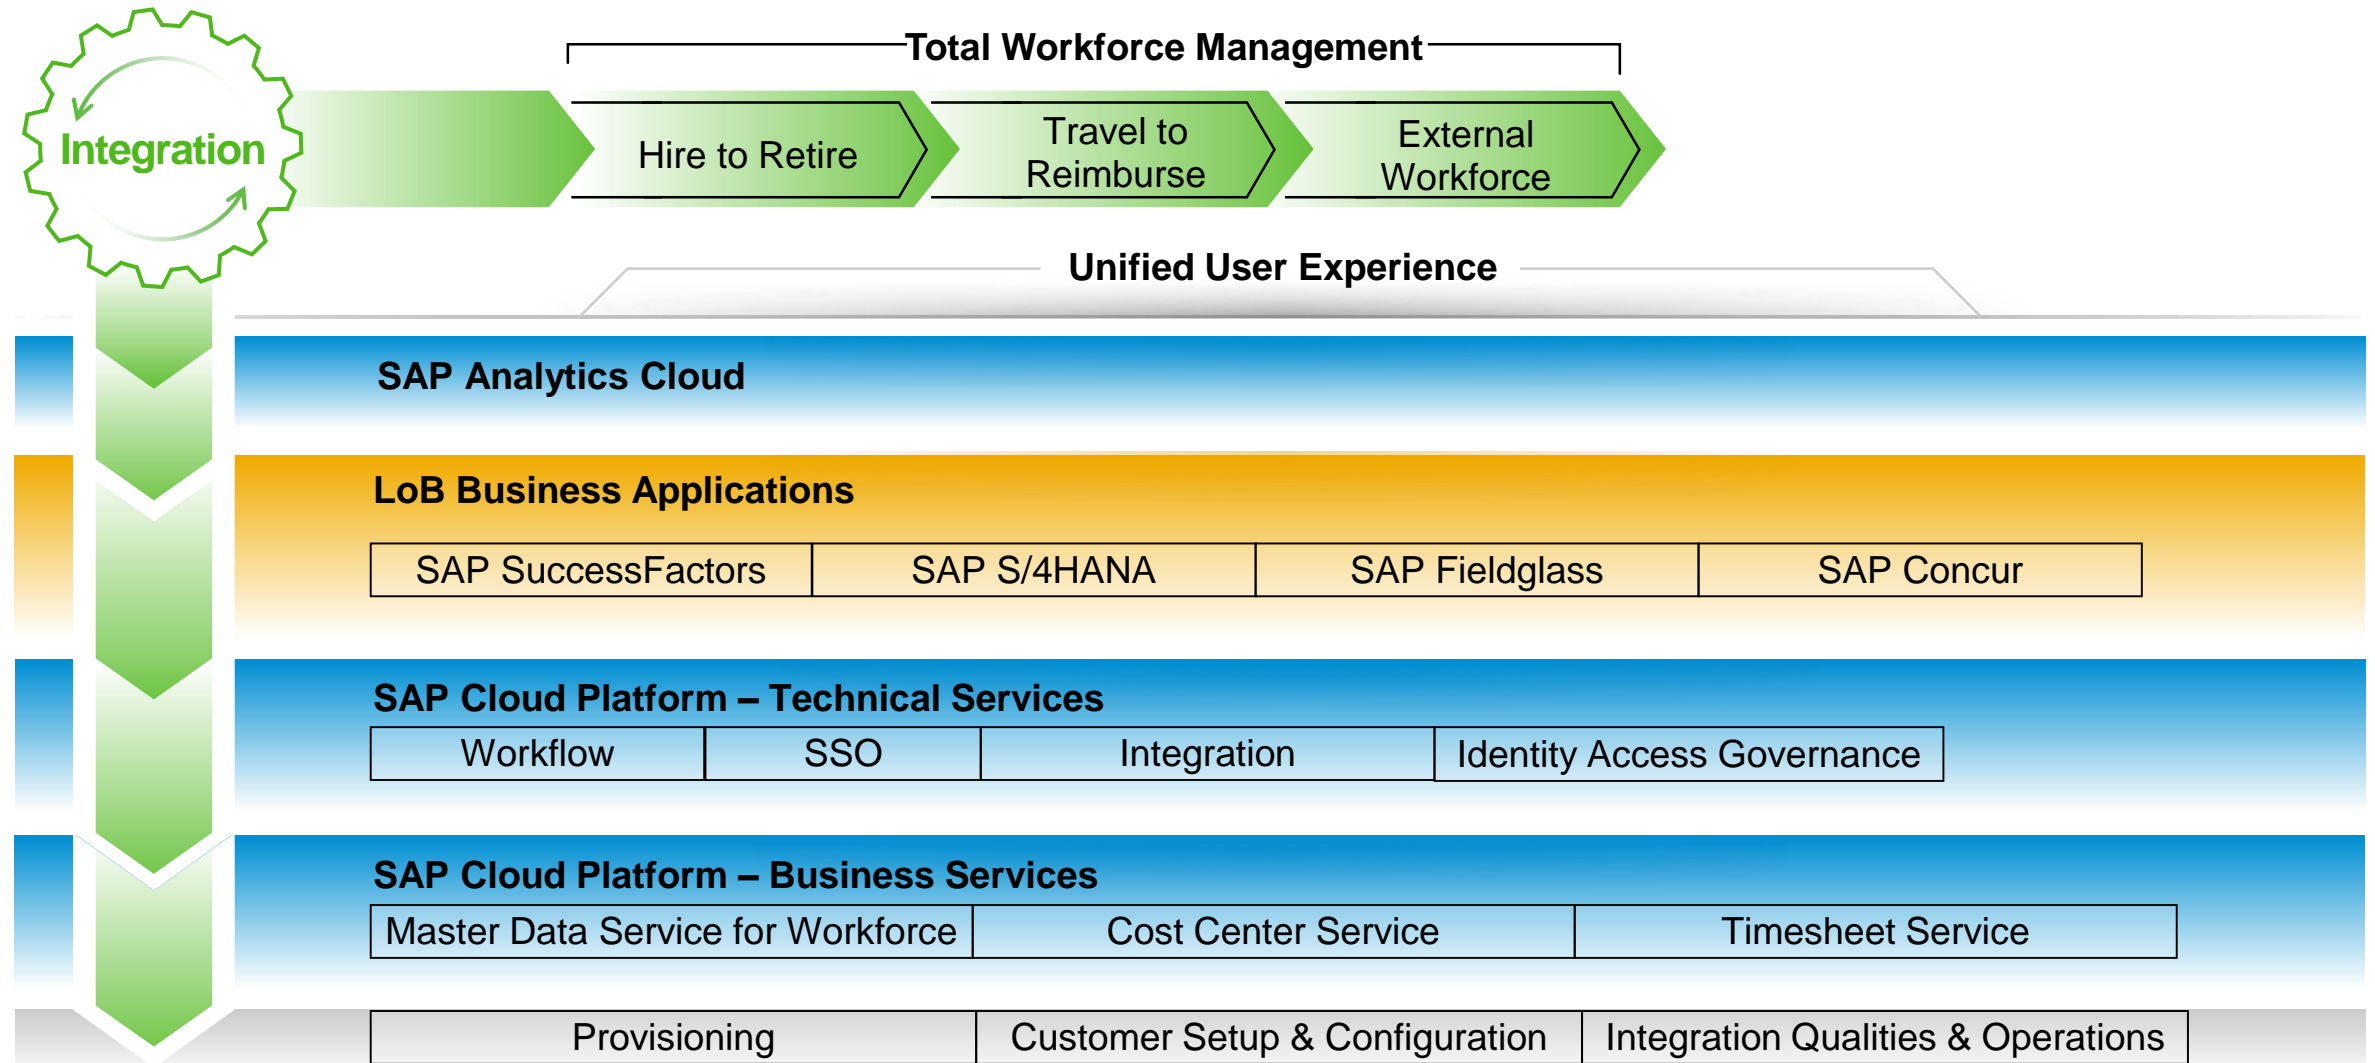 Total Workforce Management
Integration
Hire to Retire
Travel to
Reimburse
External
Workforce
Unified User Experience
SAP Analytics Cloud
LoB Business Applications
SAP SuccessFactors
SAP S/4HANA
SAP Fieldglass
SAP Concur
SAP Cloud Platform – Technical Services
Workflow
SSO
Integration
Identity Access Governance
SAP Cloud Platform – Business Services
Master Data Service for Workforce
Cost Center Service
Timesheet Service
Provisioning
Customer Setup & Configuration
Integration Qualities & Operations